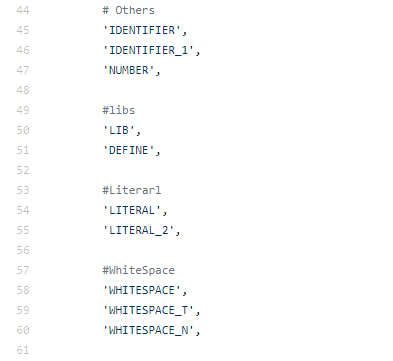 44 # Others
45 'IDENTIFIER',
46 'IDENTIFIER_1',
47 'NUMBER',
48
49 #libs
50 'LIB',
51 'DEFINE',
52
53 #Literarl
54 'LITERAL',
55 'LITERAL_2',
56
57 #WhiteSpace
58 'WHITESPACE',
59 'WHITESPACE_T',
60 'WHITESPACE_N',
61